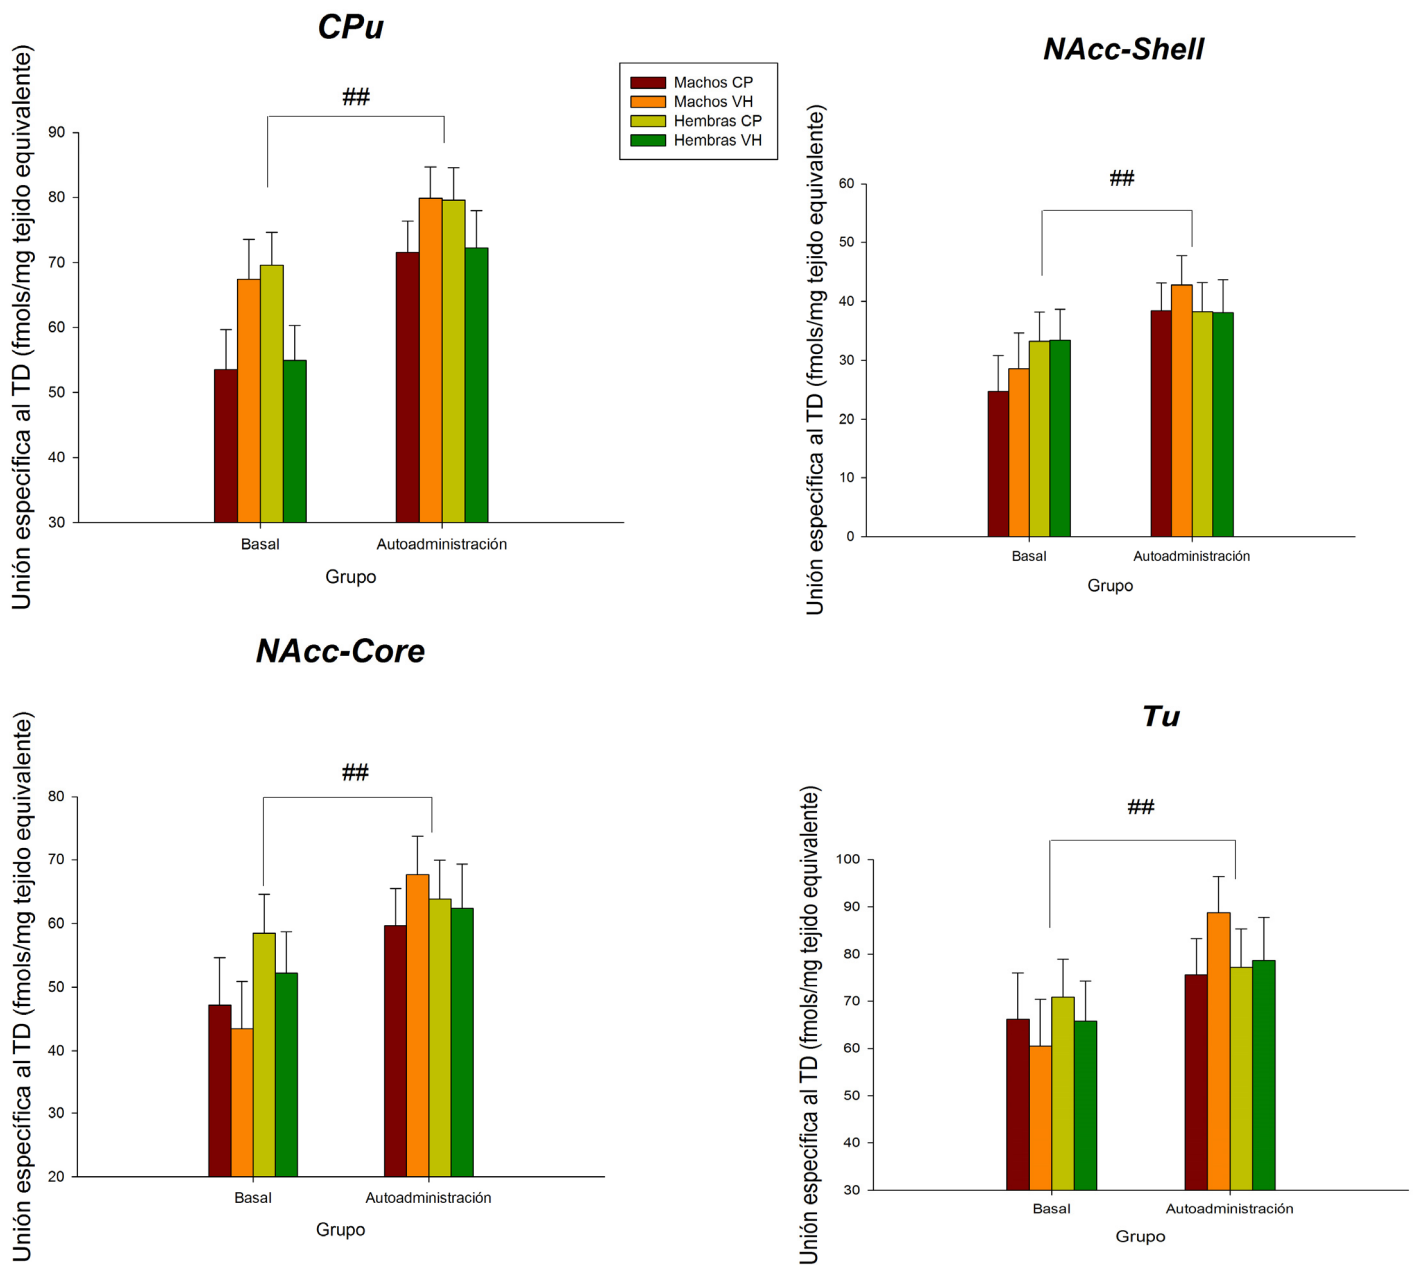 CPu
Unión específica al TD (fmols/mg tejido equivalente)
##
90
80
70
60
50
40
30
Basal
Autoadministración
Grupo
Machos CP
Machos VH
Hembras CP
Hembras VH
NAcc-Shell
Unión específica al TD (fmols/mg tejido equivalente)
##
60
50
40
30
20
10
0
Basal
Autoadministración
Grupo
NAcc-Core
Unión específica al TD (fmols/mg tejido equivalente)
##
80
70
60
50
40
30
20
Basal
Autoadministración
Grupo
Tu
Unión específica al TD (fmols/mg tejido equivalente)
##
100
90
80
70
60
50
40
30
Basal
Autoadministración
Grupo